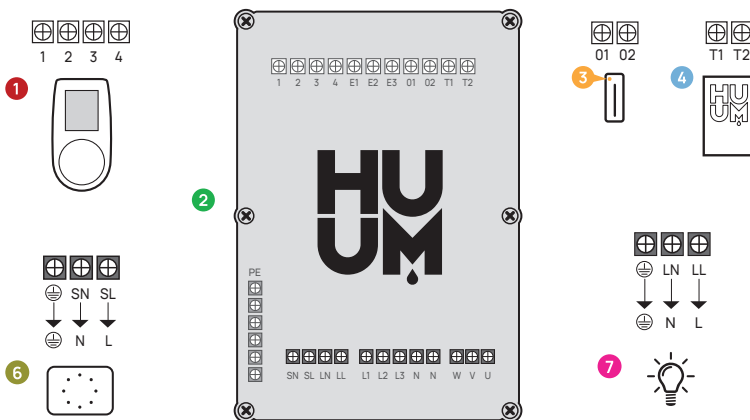 1 2 3 4
1
1 2 3 4 E1 E2 E3 01 02 T1 T2
01 02
3
T1 T2
4
HU
UM
HU
UM
2
PE
SN SL
N L
6
SN SL LN LL L1 L2 L3 N N W V U
LN LL
N L
7